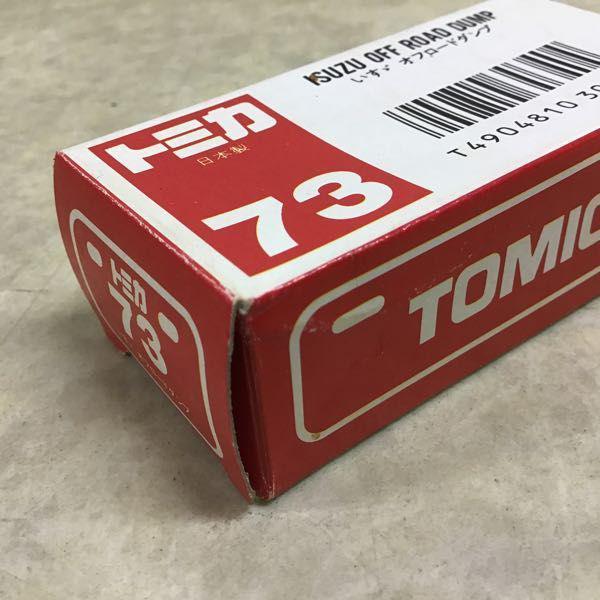 ISUZU OFF ROAD DUMP
いすゞ オフロードダンプ
T4904810 30
トミカ
日本製
73
TOMIC
トミカ
73